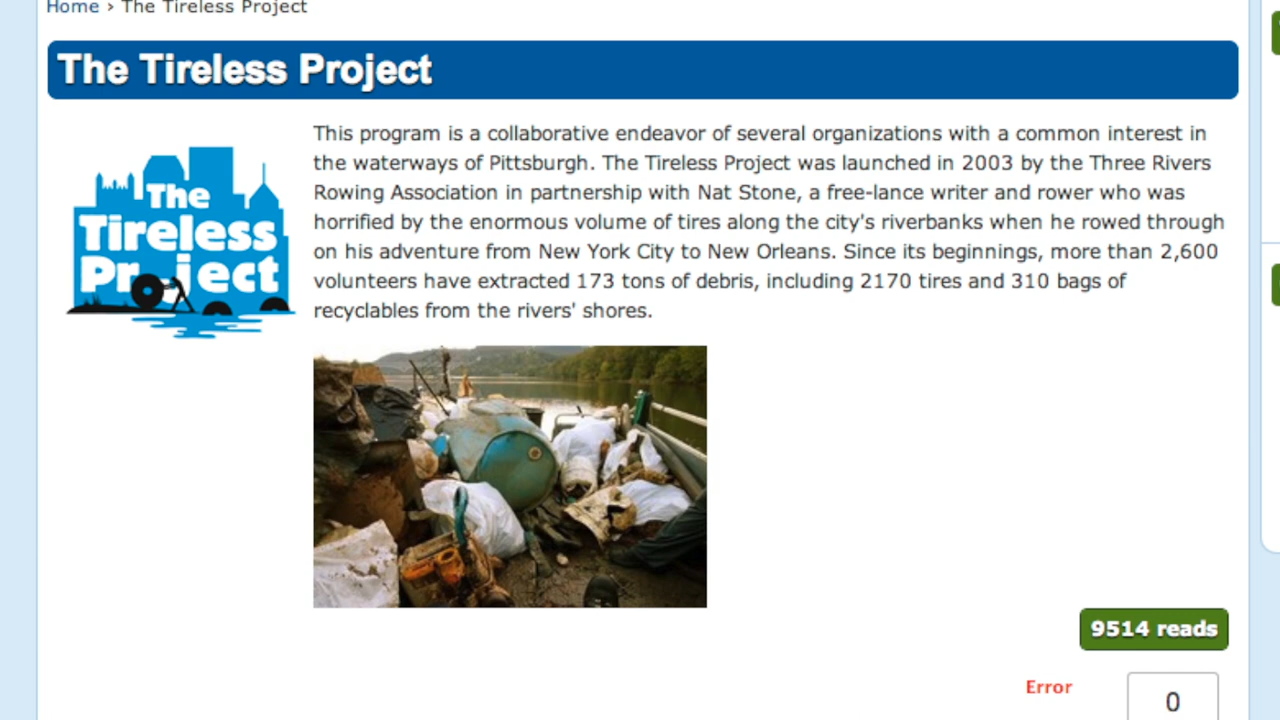 Home › The Tireless Project
The Tireless Project
The
Tireless
Project
This program is a collaborative endeavor of several organizations with a common interest in
the waterways of Pittsburgh. The Tireless Project was launched in 2003 by the Three Rivers
Rowing Association in partnership with Nat Stone, a free-lance writer and rower who was
horrified by the enormous volume of tires along the city's riverbanks when he rowed through
on his adventure from New York City to New Orleans. Since its beginnings, more than 2,600
volunteers have extracted 173 tons of debris, including 2170 tires and 310 bags of
recyclables from the rivers' shores.
9514 reads
Error
0